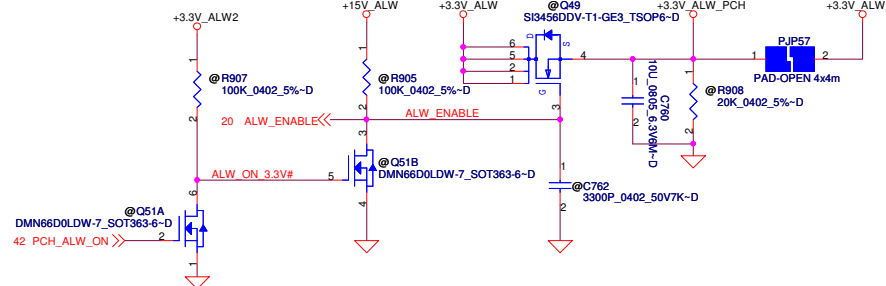 +3.3V_ALW2
+15V_ALW
+3.3V_ALW
@Q49
SI3456DDV-T1-GE3_TSOP6~D
+3.3V_ALW_PCH
+3.3V_ALW
D
S
G
6
5
2
1
4
3
1
PJP57
2
PAD-OPEN 4x4m
1
@R907
100K_0402_5%~D
2
1
@R905
100K_0402_5%~D
2
1
10U_0805_6.3V6M~D
C760
2
1
@R908
20K_0402_5%~D
2
20 ALW_ENABLE
ALW_ENABLE
3
@Q51B
DMN66D0LDW-7_SOT363-6~D
5
4
ALW_ON_3.3V#
1
@C762
3300P_0402_50V7K~D
2
6
@Q51A
DMN66D0LDW-7_SOT363-6~D
42 PCH_ALW_ON
2
1